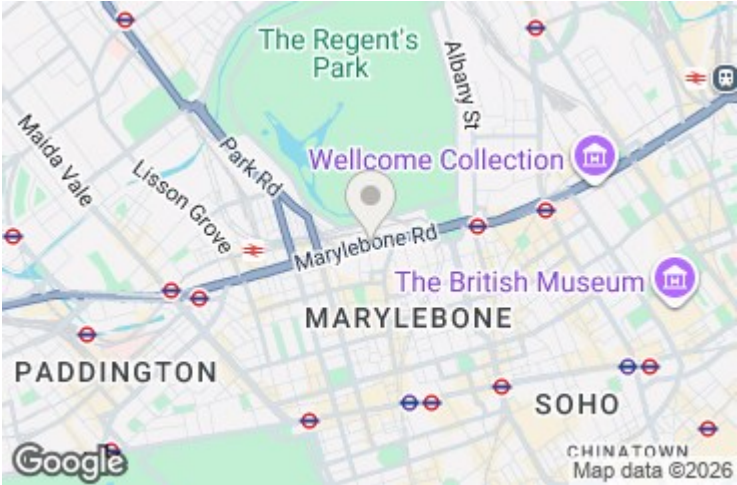 The Regent's
Park
Albany St
Maida Vale
Park Rd
Lisson Grove
Wellcome Collection
Marylebone Rd
The British Museum
MARYLEBONE
PADDINGTON
SOHO
CHINATOWN
Google
Map data ©2026